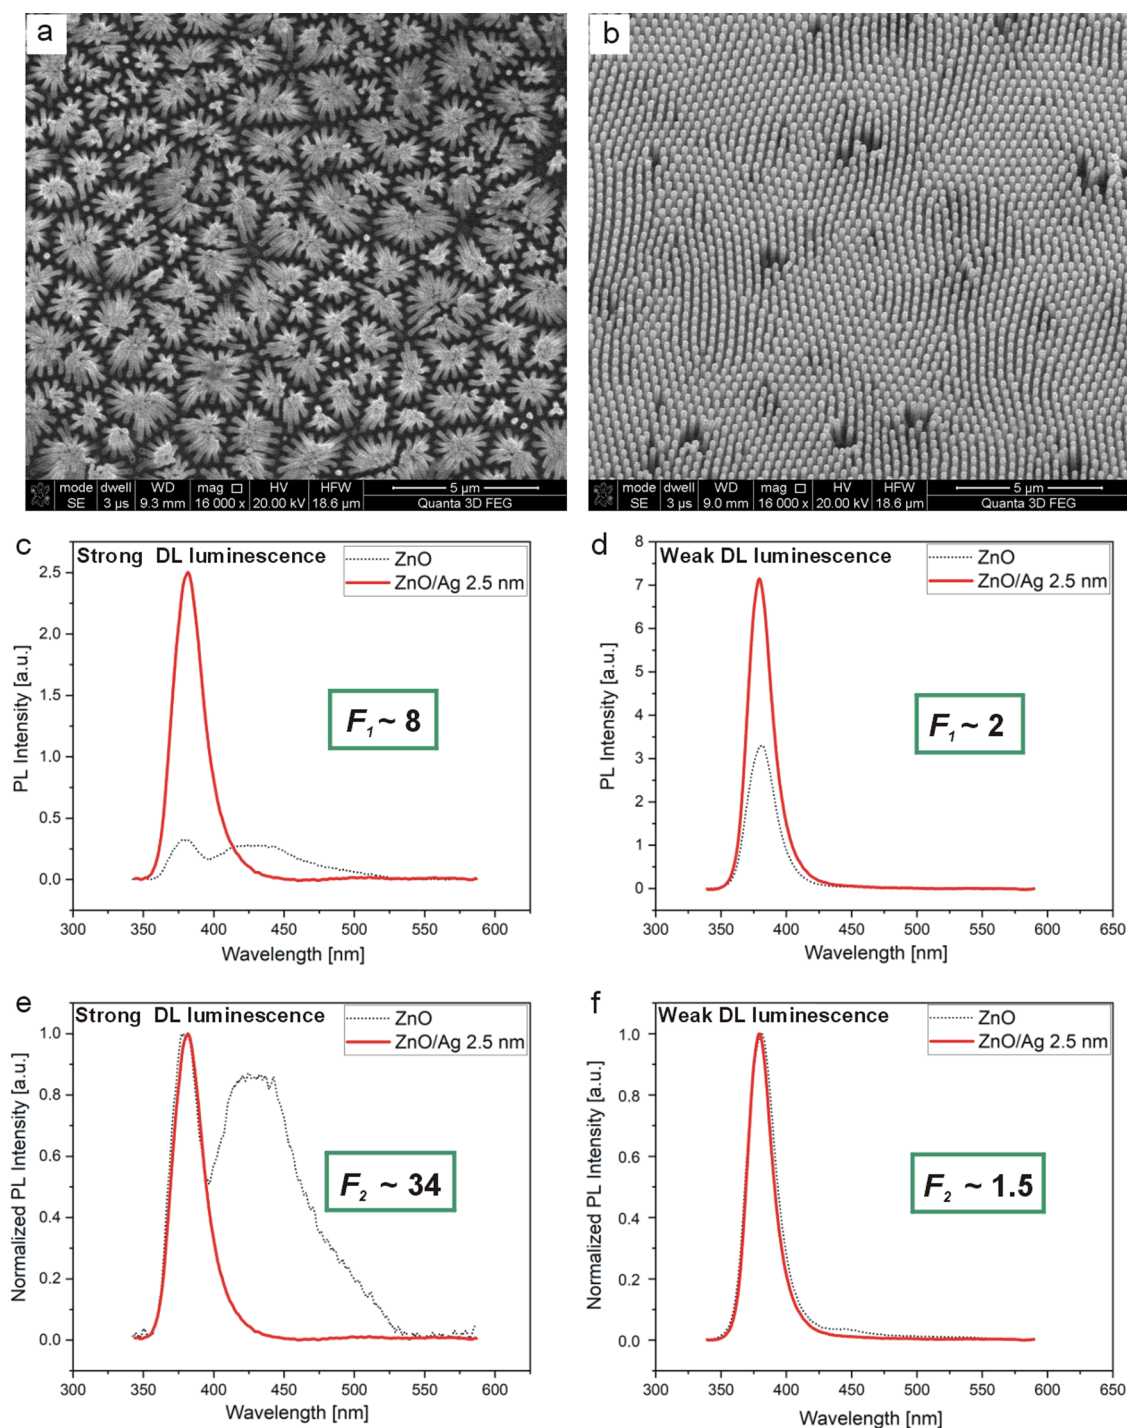 a
b
mode dwell WD mag HV HFW 5 µm
SE 3 µs 9.3 mm 16 000 x 20.00 kV 18.6 µm Quanta 3D FEG
mode dwell WD mag HV HFW 5 µm
SE 3 µs 9.0 mm 16 000 x 20.00 kV 18.6 µm Quanta 3D FEG
c
Strong DL luminescence
ZnO
ZnO/Ag 2.5 nm
F1 ~ 8
2.5
2.0
1.5
1.0
0.5
0.0
PL Intensity [a.u.]
300 350 400 450 500 550 600
Wavelength [nm]
d
Weak DL luminescence
ZnO
ZnO/Ag 2.5 nm
F1 ~ 2
8
7
6
5
4
3
2
1
0
PL Intensity [a.u.]
300 350 400 450 500 550 600 650
Wavelength [nm]
e
Strong DL luminescence
ZnO
ZnO/Ag 2.5 nm
F2 ~ 34
1.0
0.8
0.6
0.4
0.2
0.0
Normalized PL Intensity [a.u.]
300 350 400 450 500 550 600
Wavelength [nm]
f
Weak DL luminescence
ZnO
ZnO/Ag 2.5 nm
F2 ~ 1.5
1.0
0.8
0.6
0.4
0.2
0.0
Normalized PL Intensity [a.u.]
300 350 400 450 500 550 600 650
Wavelength [nm]